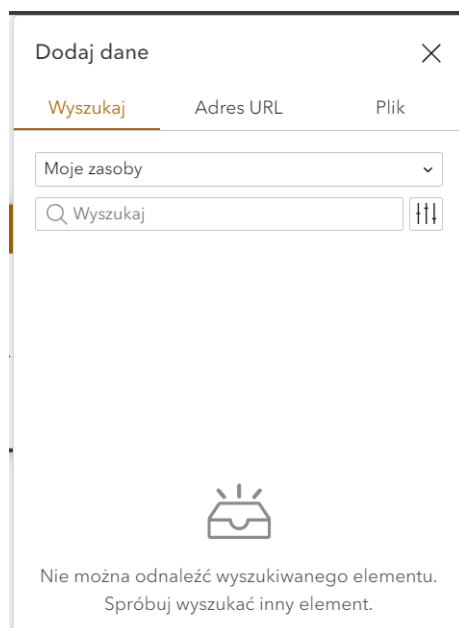 Dodaj dane
Wyszukaj Adres URL Plik
Moje zasoby
Wyszukaj
Nie można odnaleźć wyszukiwanego elementu.
Spróbuj wyszukać inny element.